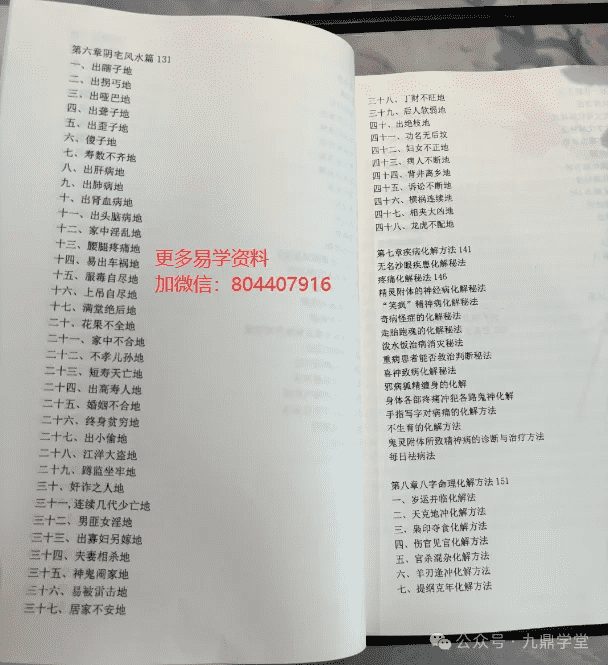 第六章阴宅风水篇 131
一、出瞎子地
二、出拐丐地
三、出哑巴地
四、出聋子地
五、出歪子地
六、傻子地
七、寿数不齐地
八、出肝病地
九、出肺病地
十、出肾血病地
十一、出头脑病地
十二、家中淫乱地
十三、腰腿疼痛地
十四、易出车祸地
十五、服毒自尽地
十六、上吊自尽地
十七、满堂绝后地
二十、花果不全地
二十一、家中不合地
二十二、不孝儿孙地
二十三、短寿夭亡地
二十四、出高寿人地
二十五、婚姻不合地
二十六、终身贫穷地
二十七、出小偷地
二十八、江洋大盗地
二十九、蹲监坐牢地
三十、奸诈之人地
三十一,连续几代少亡地
三十二、男匪女淫地
三十三、出寡妇另嫁地
三十四、夫妻相杀地
三十五、神鬼闹家地
三十六、易被雷击地
三十七、居家不安地
三十八、丁财不旺地
三十九、后人软弱地
四十、出绝枝地
四十一、功名无后坟
四十二、妇女不正地
四十三、病人不断地
四十四、背井离乡地
四十五、诉讼不断地
四十六、横祸连续地
四十七、相夹大凶地
四十八、龙虎不配地
第七章疾病化解方法 141
无名沙眼疾患化解秘法
疼痛化解秘法 146
精灵附体的神经病化解秘法
“笑疯”精神病化解秘法
奇病怪症的化解秘法
走胎跑魂的化解秘法
泼水饭治病消灾秘法
重病患者能否救治判断秘法
喜神致病化解秘法
邪病狐精缠身的化解
身体各部疼痛冲犯各路鬼神化解
手指写字对病痛的化解方法
不生育的化解方法
鬼灵附体所致精神病的诊断与治疗方法
每日祛病法
第八章八字命理化解方法 151
一、岁运并临化解法
二、天克地冲化解方法
三、枭印夺食化解方法
四、伤官见官化解方法
五、官杀混杂化解方法
六、羊刃逢冲化解方法
七、提纲克年化解方法
更多易学资料
加微信：804407916
公众号·九鼎学堂